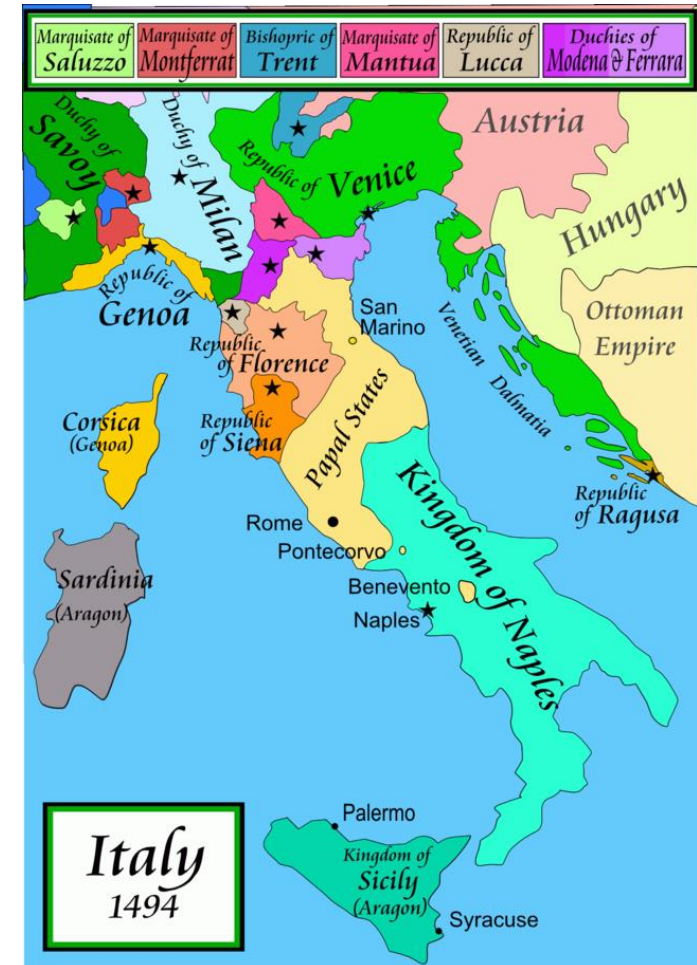 Marquisate of
Saluzzo
Marquisate of
Montferrat
Bishopric of
Trent
Marquisate of
Mantua
Republic of
Lucca
Duchies of
Modena & Ferrara
Duchy of
Savoy
Duchy of
Milan
Republic of
Venice
Austria
Hungary
Republic of
Genoa
San
Marino
Ottoman
Empire
Republic
of Florence
Venetian Dalmatia
Corsica
(Genoa)
Republic
of Siena
Papal States
Republic
of Ragusa
Kingdom of Naples
Rome
Pontecorvo
Sardinia
(Aragon)
Benevento
Naples
Palermo
Kingdom of
Sicily
(Aragon)
Syracuse
Italy
1494